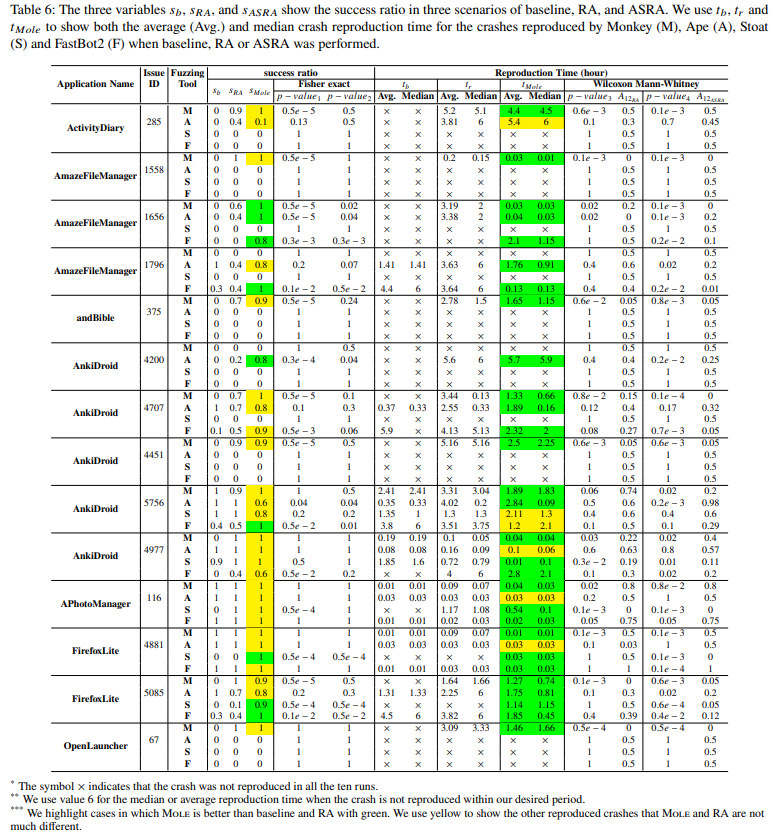 Table 6: The three variables s_b, s_RA, and s_ASRA show the success ratio in three scenarios of baseline, RA, and ASRA. We use t_b, t_r and
t_Mole to show both the average (Avg.) and median crash reproduction time for the crashes reproduced by Monkey (M), Ape (A), Stoat
(S) and FastBot2 (F) when baseline, RA or ASRA was performed.
Application Name Issue ID Fuzzing Tool success ratio Reproduction Time (hour)
s_b s_RA s_Mole Fisher exact t_b t_r t_Mole Wilcoxon Mann-Whitney
p−value₁ p−value₂ Avg. Median Avg. Median Avg. Median p−value₃ A_12RA p−value₄ A_12ASRA
M 0 0.9 1 0.5e−5 0.5 × × 5.2 5.1 4.4 4.5 0.6e−3 0.5 0.1e−3 0.5
ActivityDiary 285 A 0 0.4 0.1 0.13 0.5 × × 3.81 6 5.4 6 0.1 0.3 0.7 0.45
S 0 0 0 1 1 × × × × × × 1 0.5 1 0.5
F 0 0 0 1 1 × × × × × × 1 0.5 1 0.5
M 0 1 1 0.5e−5 1 × × 0.2 0.15 0.03 0.01 0.1e−3 0 0.1e−3 0
AmazeFileManager 1558 A 0 0 0 1 1 × × × × × × 1 0.5 1 0.5
S 0 0 0 1 1 × × × × × × 1 0.5 1 0.5
F 0 0 0 1 1 × × × × × × 1 0.5 1 0.5
M 0 0.6 1 0.5e−5 0.02 × × 3.19 2 0.03 0.03 0.02 0.2 0.1e−3 0
AmazeFileManager 1656 A 0 0.4 1 0.5e−5 0.04 × × 3.38 2 0.04 0.03 0.02 0 0.1e−3 0.2
S 0 0 0 1 1 × × × × × × 1 0.5 1 0.5
F 0 0 0.8 0.3e−3 0.3e−3 × × × × 2.1 1.15 1 0.5 0.2e−2 0.1
M 0 0 0 1 1 × × × × × × 1 0.5 1 0.5
AmazeFileManager 1796 A 1 0.4 0.8 0.2 0.07 1.41 1.41 3.63 6 1.76 0.91 0.4 0.6 0.02 0.2
S 0 0 0 1 1 × × × × × × 1 0.5 1 0.5
F 0.3 0.4 1 0.1e−2 0.5e−2 4.4 6 3.64 6 0.13 0.13 0.4 0.4 0.2e−2 0.01
M 0 0.7 0.9 0.5e−5 0.24 × × 2.78 1.5 1.65 1.15 0.6e−2 0.05 0.8e−3 0.05
andBible 375 A 0 0 0 1 1 × × × × × × 1 0.5 1 0.5
S 0 0 0 1 1 × × × × × × 1 0.5 1 0.5
F 0 0 0 1 1 × × × × × × 1 0.5 1 0.5
M 0 0 0 1 0.5 × × × × × × 1 0.5 1 0.5
AnkiDroid 4200 A 0 0.2 0.8 0.3e−4 0.04 × × 5.6 6 5.7 5.9 0.4 0.4 0.2e−2 0.25
S 0 0 0 1 1 × × × × × × 1 0.5 1 0.5
F 0 0 0 1 1 × × × × × × 1 0.5 1 0.5
M 0 0.7 1 0.5e−5 0.1 × × 3.44 0.13 1.33 0.66 0.8e−2 0.15 0.1e−4 0
AnkiDroid 4707 A 1 0.7 0.8 0.1 0.3 0.37 0.33 2.55 0.33 1.89 0.16 0.12 0.4 0.17 0.32
S 0 0 0 1 1 × × × × × × 1 0.5 1 0.5
F 0.1 0.5 0.9 0.5e−3 0.06 5.9 × 4.13 5.13 2.32 2 0.08 0.27 0.7e−3 0.05
M 0 0.9 0.9 0.5e−5 0.5 × × 5.16 5.16 2.5 2.25 0.6e−3 0.05 0.6e−3 0.05
AnkiDroid 4451 A 0 0 0 1 1 × × × × × × 1 0.5 1 0.5
S 0 0 0 1 1 × × × × × × 1 0.5 1 0.5
F 0 0 0 1 1 × × × × × × 1 0.5 1 0.5
M 1 0.9 1 1 0.5 2.41 2.41 3.31 3.04 1.89 1.83 0.06 0.74 0.02 0.2
AnkiDroid 5756 A 1 1 0.6 0.04 0.04 0.35 0.33 4.02 0.2 2.84 0.09 0.5 0.6 0.2e−3 0.98
S 1 1 0.8 0.2 0.2 1.35 1 1.3 1.3 2.11 1.3 0.4 0.6 0.4 0.6
F 0.4 0.5 1 0.5e−2 0.01 3.8 6 3.51 3.75 1.2 2.1 0.1 0.5 0.1 0.29
M 0 1 1 1 1 0.19 0.19 0.1 0.05 0.04 0.04 0.03 0.22 0.02 0.4
AnkiDroid 4977 A 1 1 1 1 1 0.08 0.08 0.16 0.09 0.1 0.06 0.6 0.63 0.8 0.57
S 0.9 1 1 0.5 1 1.85 1.6 0.72 0.79 0.01 0.1 0.3e−2 0.19 0.01 0.11
F 0 0.4 0.6 0.5e−2 0.2 × × 4 6 2.8 2.1 0.1 0.3 0.02 0.2
M 1 1 1 1 1 0.01 0.01 0.09 0.07 0.04 0.03 0.02 0.8 0.8e−2 0.8
APhotoManager 116 A 1 1 1 1 1 0.03 0.03 0.03 0.03 0.03 0.03 0.2 0.5 1 0.5
S 0 1 1 0.5e−4 1 × × 1.17 1.08 0.54 0.1 0.1e−3 0 0.1e−3 0
F 1 1 1 1 1 0.01 0.01 0.02 0.03 0.02 0.03 0.05 0.75 0.05 0.75
M 1 1 1 1 1 0.01 0.01 0.09 0.07 0.01 0.01 0.1e−3 0.5 0.1e−3 0.5
FirefoxLite 4881 A 1 1 1 1 1 0.03 0.03 0.03 0.03 0.03 0.03 0.1 0.03 1 0.5
S 0 0 1 0.5e−4 0.5e−4 × × × × 0.03 0.03 1 0.5 0.1e−3 0
F 1 1 1 1 1 0.01 0.01 0.03 0.03 0.03 0.03 1 1 0.1e−4 1
M 0 1 0.9 0.5e−5 0.5 × × 1.64 1.66 1.27 0.74 0.1e−3 0 0.6e−3 0.05
FirefoxLite 5085 A 1 0.7 0.8 0.2 0.3 1.31 1.33 2.25 6 1.75 0.81 0.1 0.3 0.02 0.2
S 0 0.1 0.9 0.5e−4 0.5e−4 × × × × 1.14 1.15 1 0.5 0.6e−4 0.05
F 0.3 0.4 1 0.1e−2 0.5e−2 4.5 6 3.82 6 1.85 0.45 0.4 0.39 0.4e−2 0.12
M 0 1 1 1 1 × × 3.09 3.33 1.46 1.66 0.5e−4 0 0.5e−4 0
OpenLauncher 67 A 0 0 0 1 1 × × × × × × 1 0.5 1 0.5
S 0 0 0 1 1 × × × × × × 1 0.5 1 0.5
F 0 0 0 1 1 × × × × × × 1 0.5 1 0.5
* The symbol × indicates that the crash was not reproduced in all the ten runs.
** We use value 6 for the median or average reproduction time when the crash is not reproduced within our desired period.
*** We highlight cases in which MOLE is better than baseline and RA with green. We use yellow to show the other reproduced crashes that MOLE and RA are not
much different.